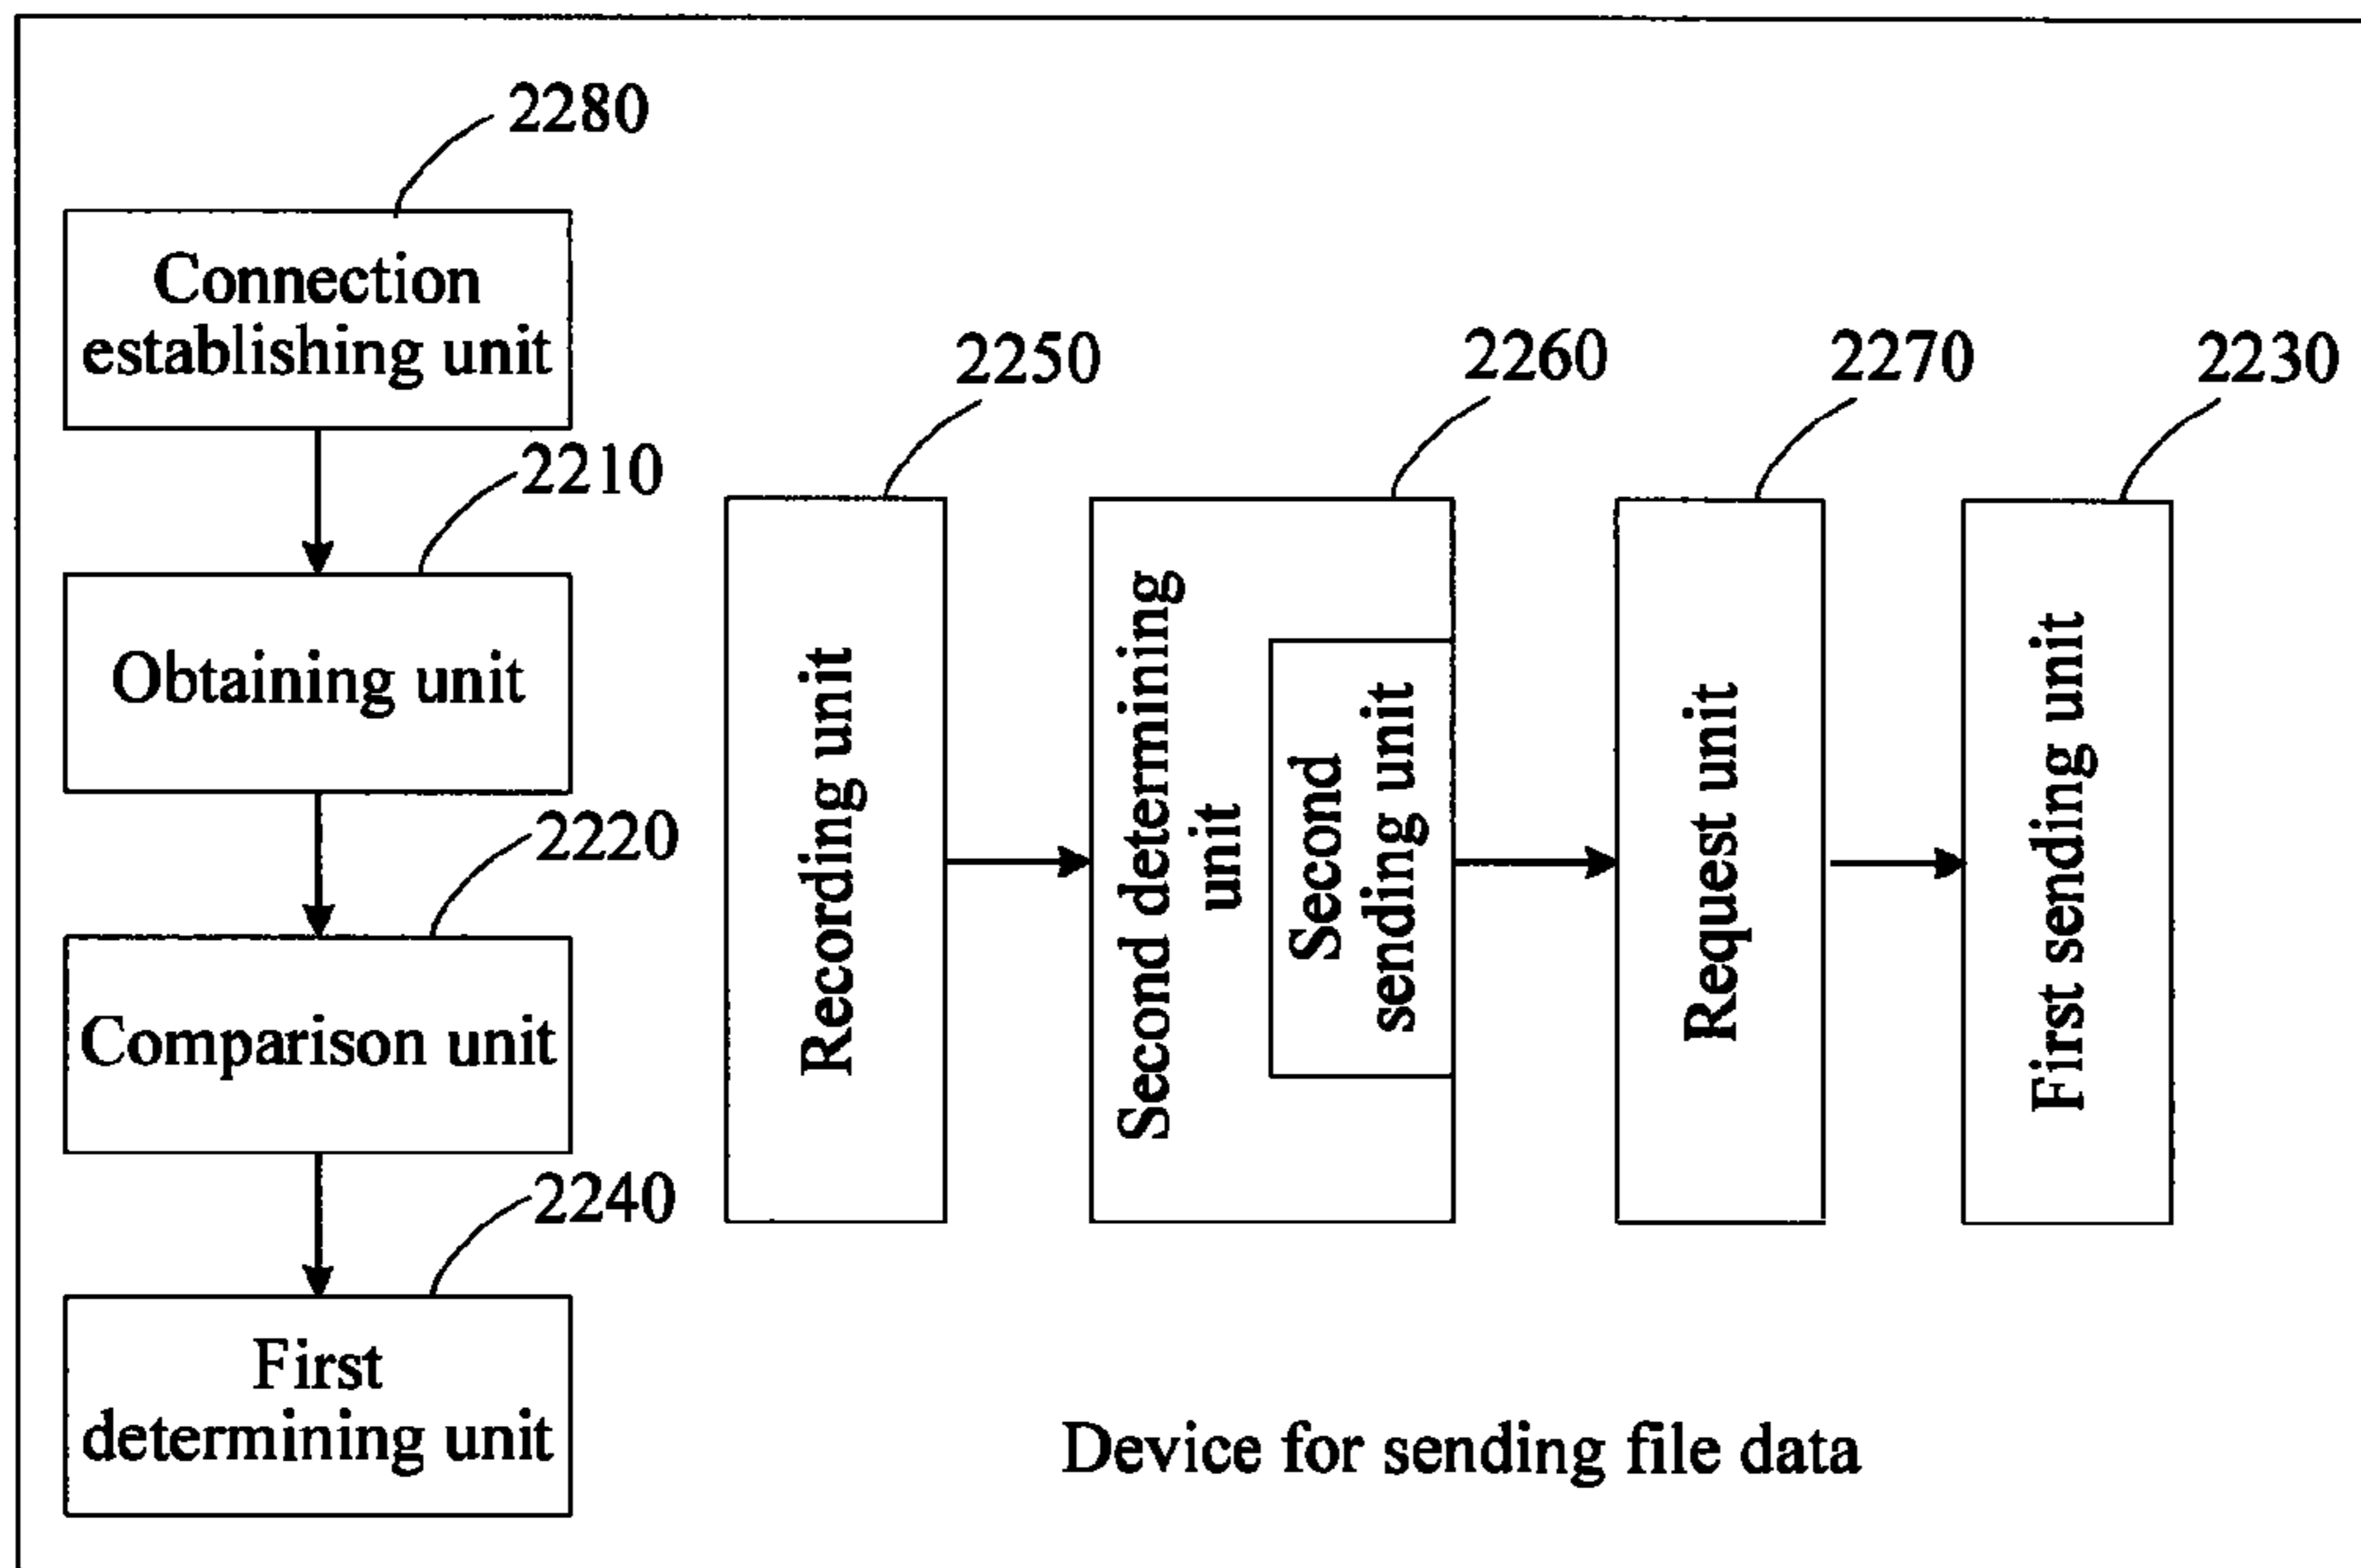 2280
Connection
establishing unit
2210
Obtaining unit
2220
Comparison unit
2240
First
determining unit
2250
Recording unit
2260
Second determining
unit
Second
sending unit
2270
Request unit
2230
First sending unit
Device for sending file data